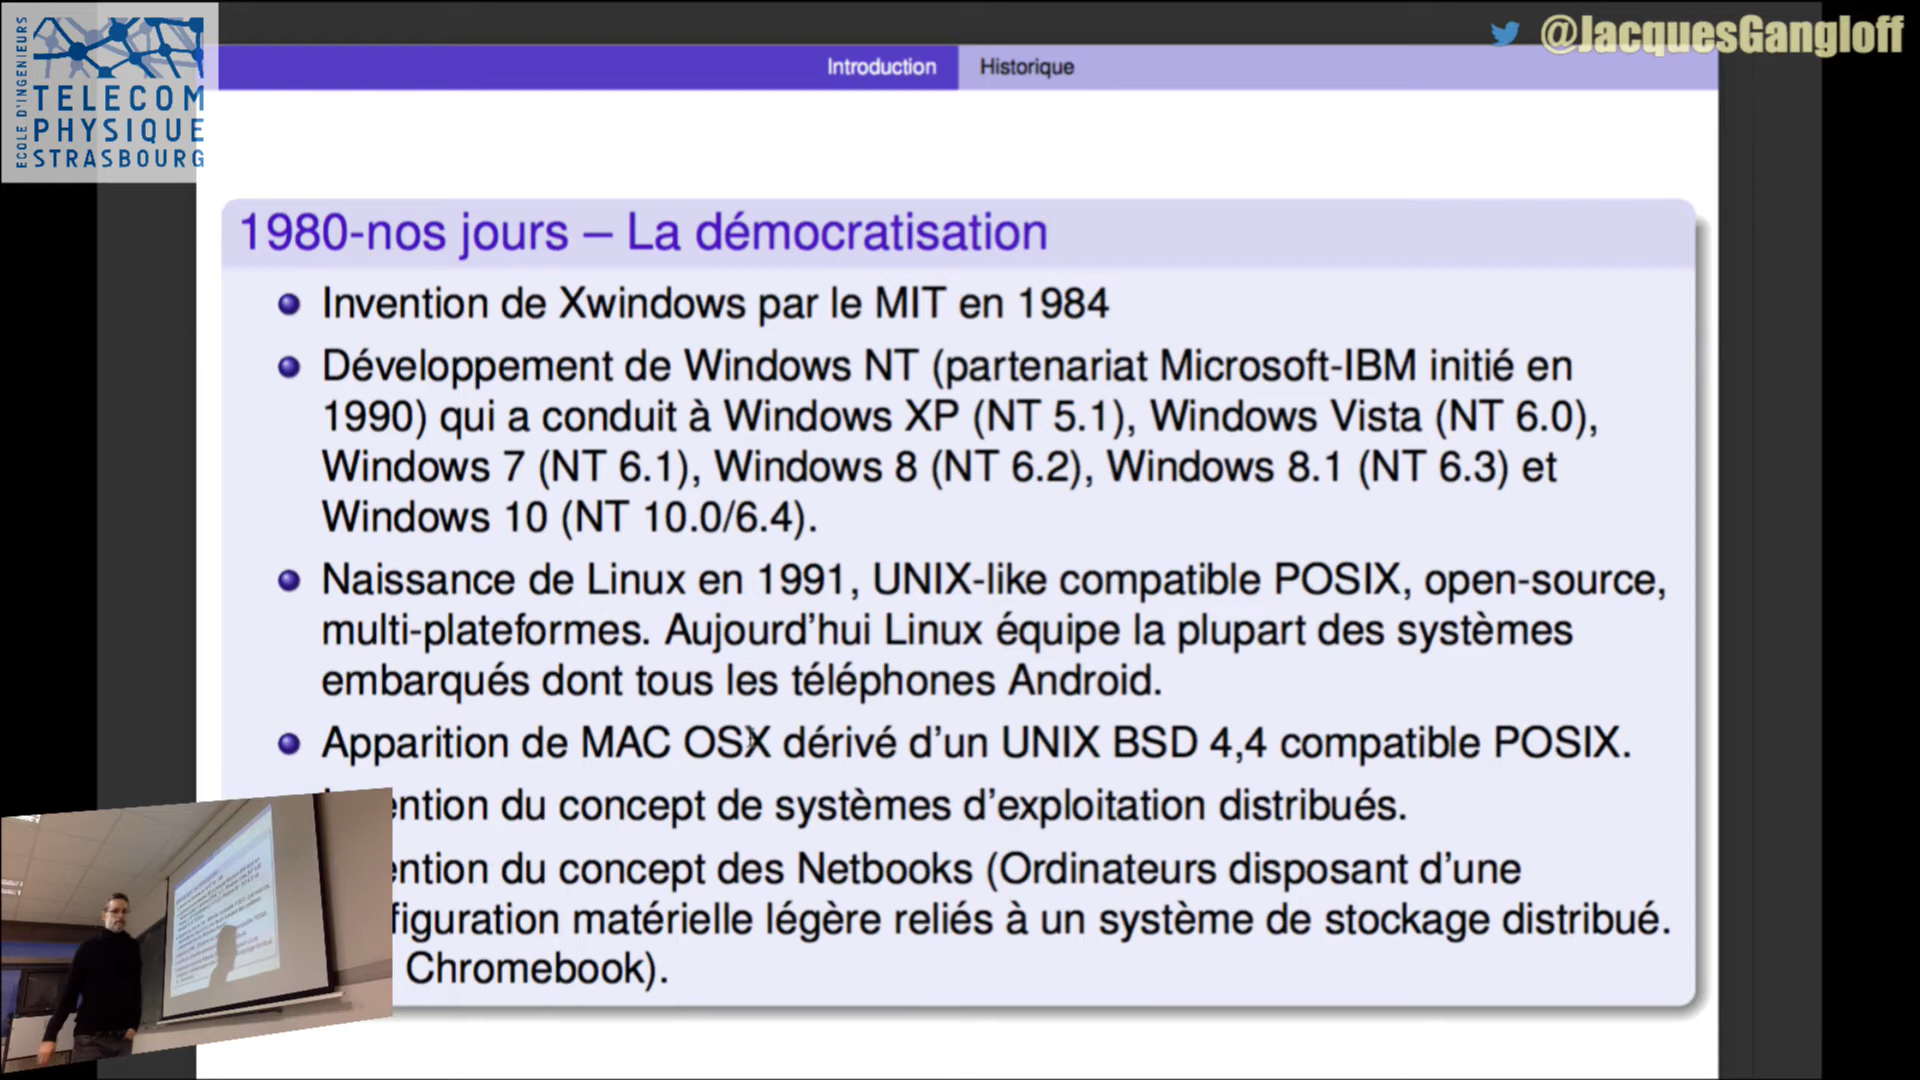 ECOLE D'INGENIEURS
TELECOM
PHYSIQUE
STRASBOURG
@JacquesGangloff
Introduction
Historique
1980-nos jours – La démocratisation
Invention de Xwindows par le MIT en 1984
Développement de Windows NT (partenariat Microsoft-IBM initié en
1990) qui a conduit à Windows XP (NT 5.1), Windows Vista (NT 6.0),
Windows 7 (NT 6.1), Windows 8 (NT 6.2), Windows 8.1 (NT 6.3) et
Windows 10 (NT 10.0/6.4).
Naissance de Linux en 1991, UNIX-like compatible POSIX, open-source,
multi-plateformes. Aujourd'hui Linux équipe la plupart des systèmes
embarqués dont tous les téléphones Android.
Apparition de MAC OSX dérivé d'un UNIX BSD 4,4 compatible POSIX.
ention du concept de systèmes d'exploitation distribués.
ention du concept des Netbooks (Ordinateurs disposant d'une
figuration matérielle légère reliés à un système de stockage distribué.
Chromebook).